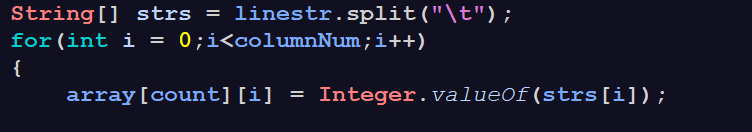 String[] strs = linestr.split("\t");
for(int i = 0;i<columnNum;i++)
{
    array[count][i] = Integer.valueOf(strs[i]);